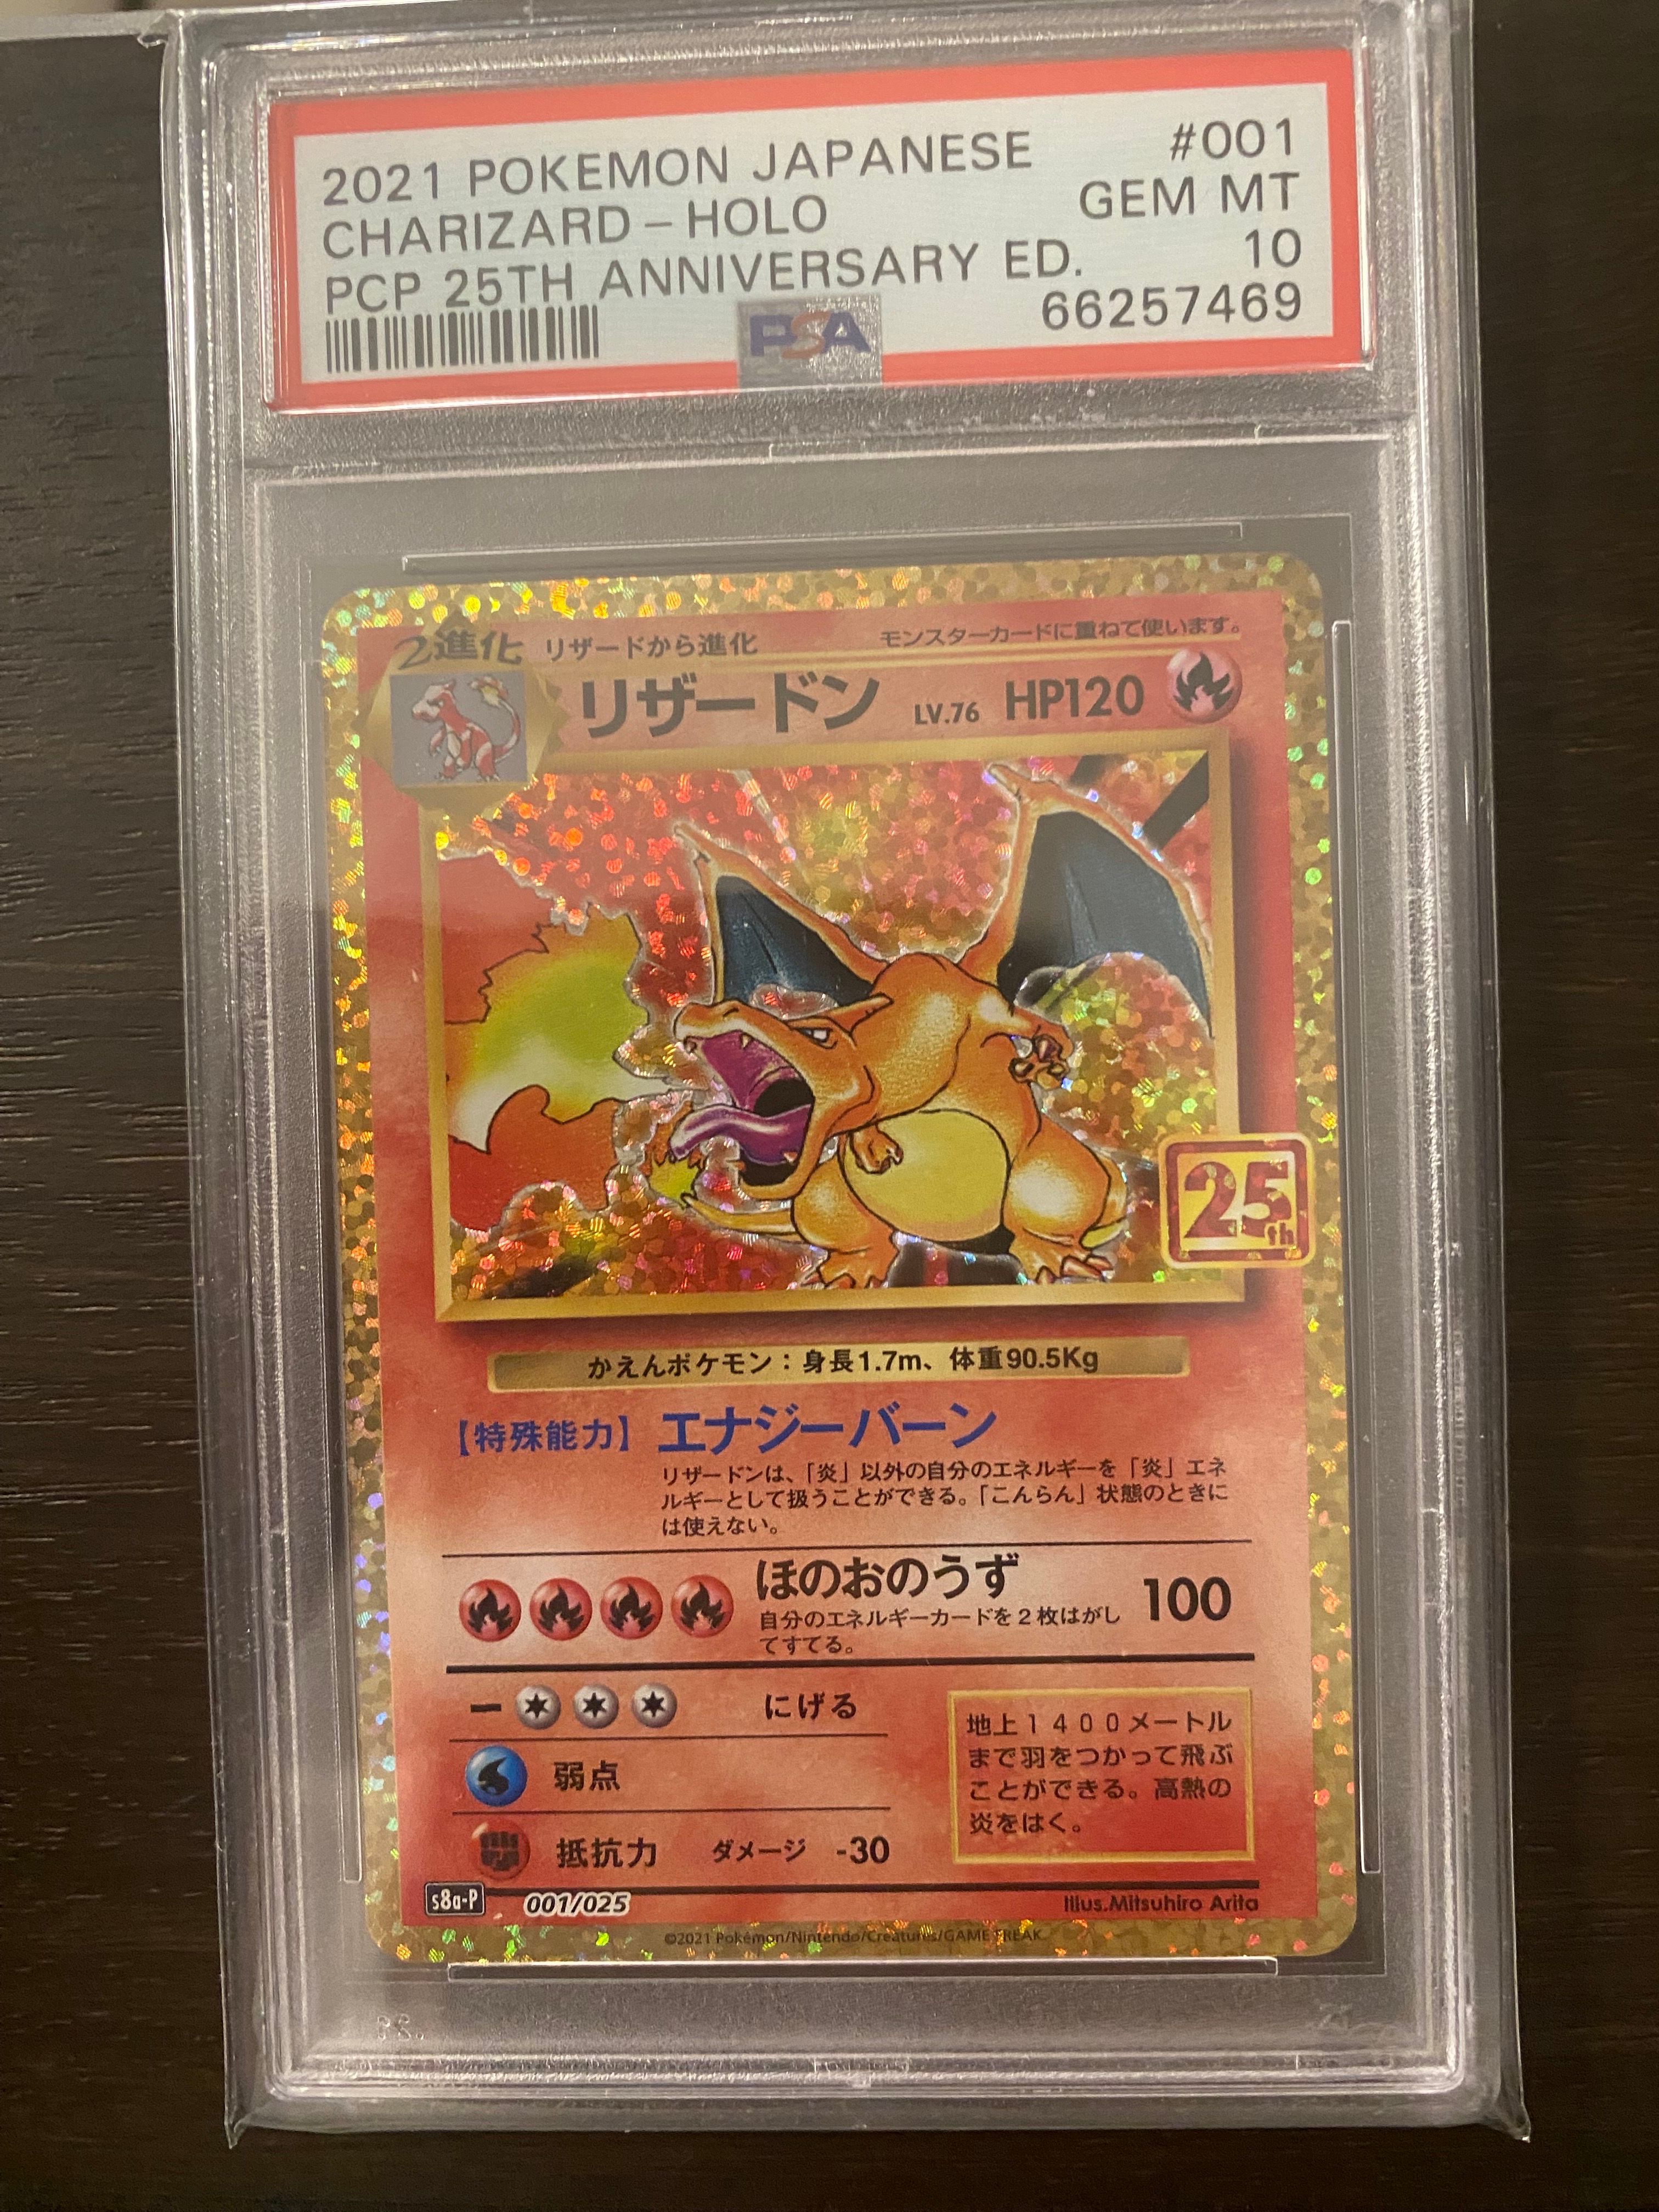 2021 POKEMON JAPANESE #001
CHARIZARD-HOLO GEM MT
PCP 25TH ANNIVERSARY ED. 10
66257469
PSA
2進化 リザードから進化 モンスターカードに重ねて使います。
リザードン LV.76 HP120
25th
かえんポケモン：身長1.7m、体重90.5Kg
【特殊能力】 エナジーバーン
リザードンは、「炎」以外の自分のエネルギーを「炎」エネ
ルギーとして扱うことができる。「こんらん」状態のときに
は使えない。
ほのおのうず 100
自分のエネルギーカードを２枚はがし
てすてる。
にげる
弱点
抵抗力 ダメージ -30
地上１４００メートル
まで羽をつかって飛ぶ
ことができる。高熱の
炎をはく。
s8a-P 001/025 Illus.Mitsuhiro Arita
©2021 Pokémon/Nintendo/Creatures/GAME FREAK.